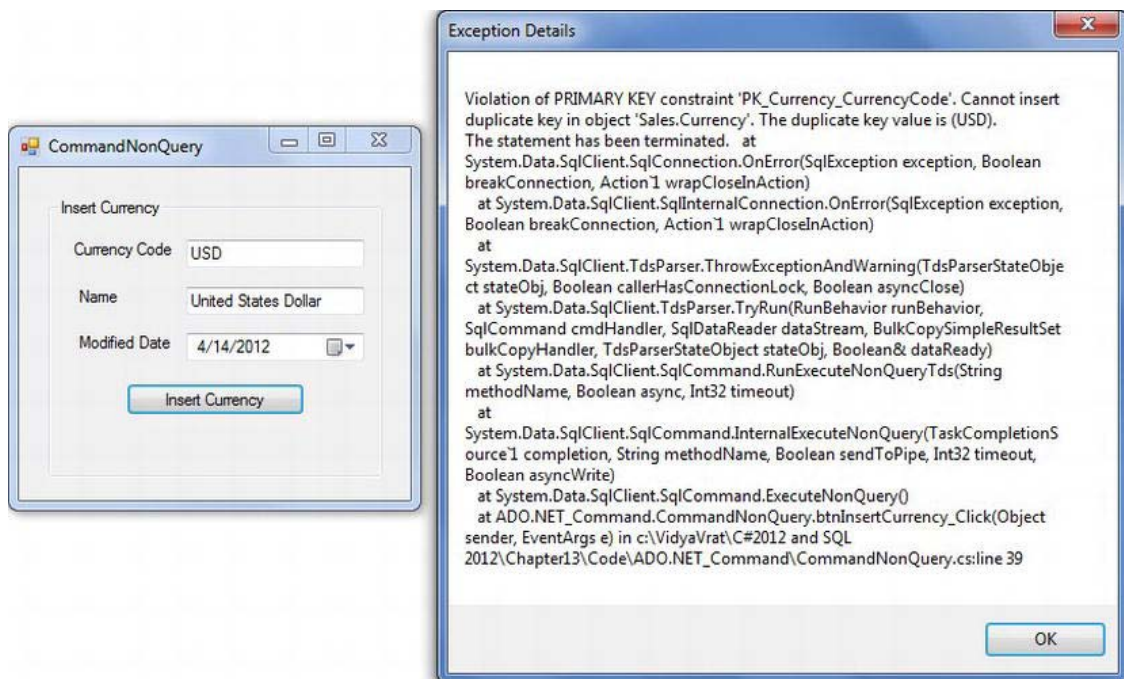 CommandNonQuery
Insert Currency
Currency Code USD
Name United States Dollar
Modified Date 4/14/2012
Insert Currency
Exception Details
Violation of PRIMARY KEY constraint 'PK_Currency_CurrencyCode'. Cannot insert
duplicate key in object 'Sales.Currency'. The duplicate key value is (USD).
The statement has been terminated.   at
System.Data.SqlClient.SqlConnection.OnError(SqlException exception, Boolean
breakConnection, Action`1 wrapCloseInAction)
at System.Data.SqlClient.SqlInternalConnection.OnError(SqlException exception,
Boolean breakConnection, Action`1 wrapCloseInAction)
at
System.Data.SqlClient.TdsParser.ThrowExceptionAndWarning(TdsParserStateObje
ct stateObj, Boolean callerHasConnectionLock, Boolean asyncClose)
at System.Data.SqlClient.TdsParser.TryRun(RunBehavior runBehavior,
SqlCommand cmdHandler, SqlDataReader dataStream, BulkCopySimpleResultSet
bulkCopyHandler, TdsParserStateObject stateObj, Boolean& dataReady)
at System.Data.SqlClient.SqlCommand.RunExecuteNonQueryTds(String
methodName, Boolean async, Int32 timeout)
at
System.Data.SqlClient.SqlCommand.InternalExecuteNonQuery(TaskCompletionS
ource`1 completion, String methodName, Boolean sendToPipe, Int32 timeout,
Boolean asyncWrite)
at System.Data.SqlClient.SqlCommand.ExecuteNonQuery()
at ADO.NET_Command.CommandNonQuery.btnInsertCurrency_Click(Object
sender, EventArgs e) in c:\VidyaVrat\C#2012 and SQL
2012\Chapter13\Code\ADO.NET_Command\CommandNonQuery.cs:line 39
OK